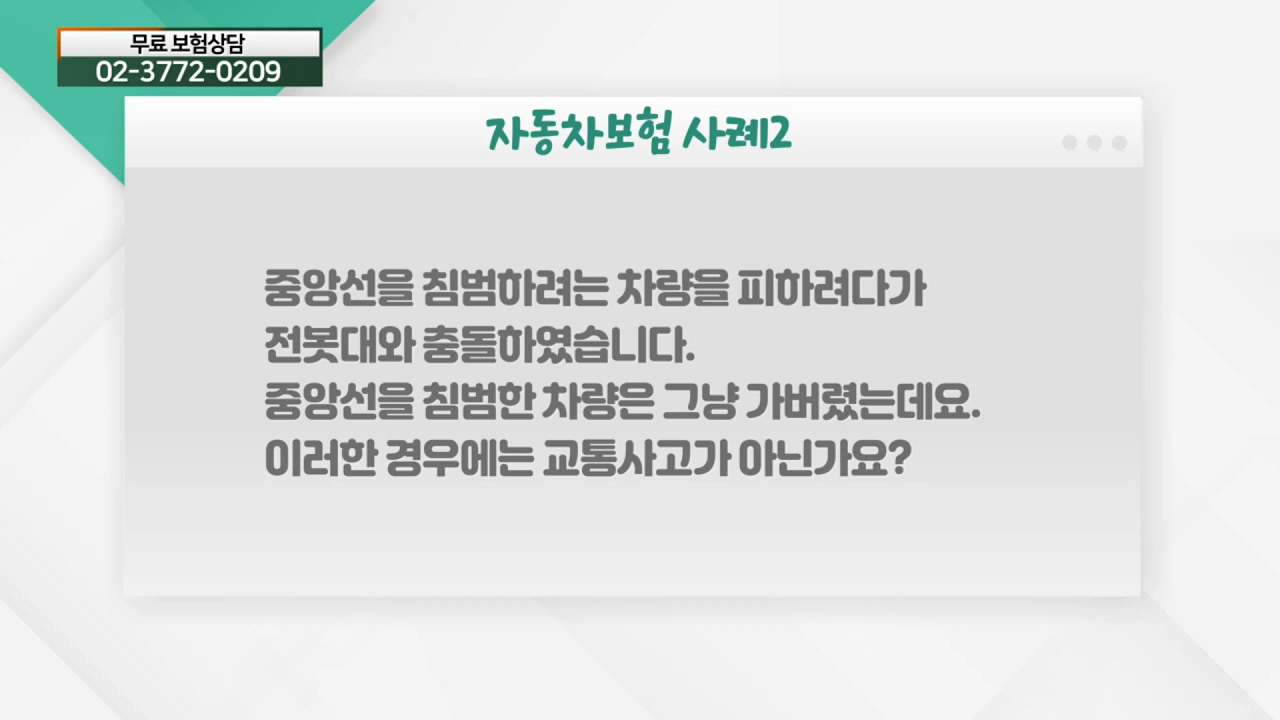 무료 보험상담
02-3772-0209
자동차보험 사례2
중앙선을 침범하려는 차량을 피하려다가
전봇대와 충돌하였습니다.
중앙선을 침범한 차량은 그냥 가버렸는데요.
이러한 경우에는 교통사고가 아닌가요?